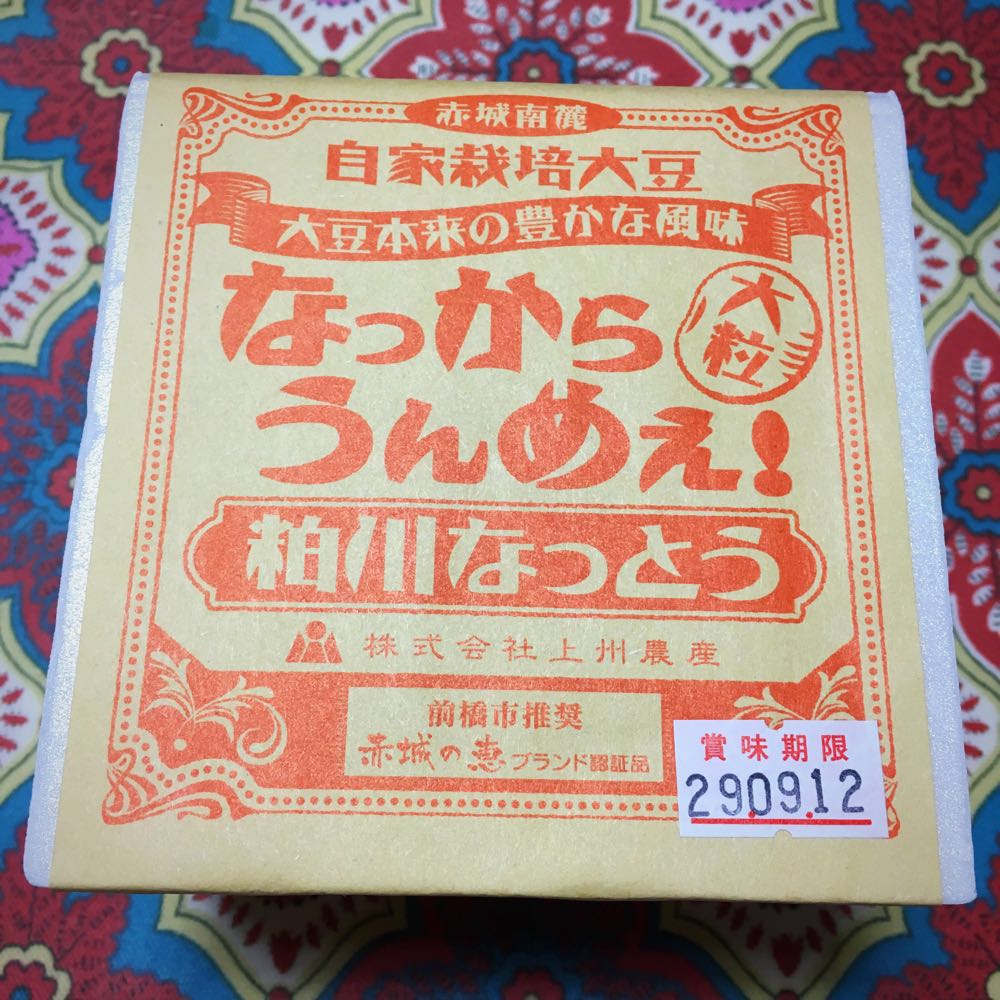 赤城南麓
自家栽培大豆
大豆本来の豊かな風味
なっから
大粒
うんめぇ!
粕川なっとう
株式会社上州農産
前橋市推奨
赤城の恵ブランド認証品
賞味期限
29.09.12